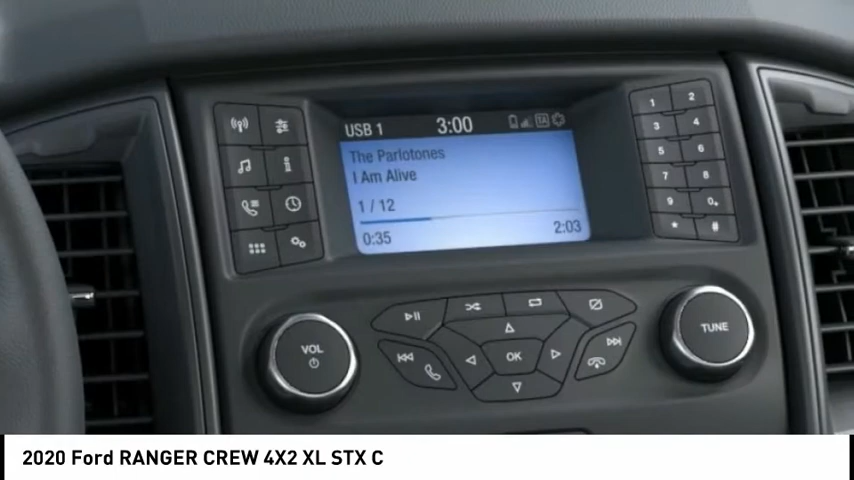 USB 1 3:00 TA
The Parlotones
I Am Alive
1 / 12
0:35 2:03
1 2
3 4
5 6
7 8
9 0+
* #
VOL
OK
TUNE
2020 Ford RANGER CREW 4X2 XL STX C